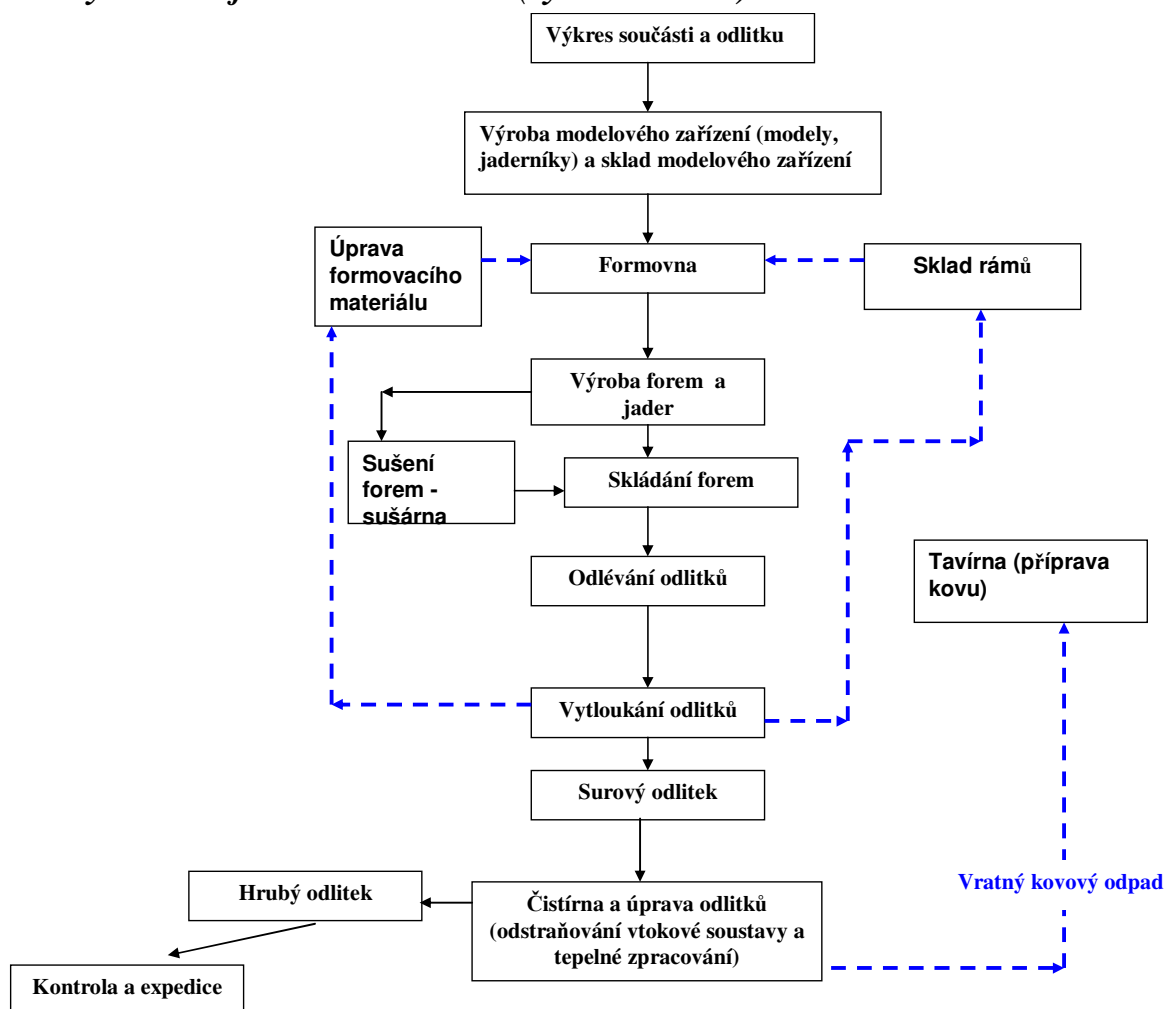 Výkres součásti a odlitku
Výroba modelového zařízení (modely,
jaderníky) a sklad modelového zařízení
Úprava
formovacího
materiálu
Formovna
Sklad rámů
Výroba forem a
jader
Sušení
forem -
sušárna
Skládání forem
Odlévání odlitků
Tavírna (příprava
kovu)
Vytloukání odlitků
Surový odlitek
Vratný kovový odpad
Hrubý odlitek
Čistírna a úprava odlitků
(odstraňování vtokové soustavy a
tepelné zpracování)
Kontrola a expedice